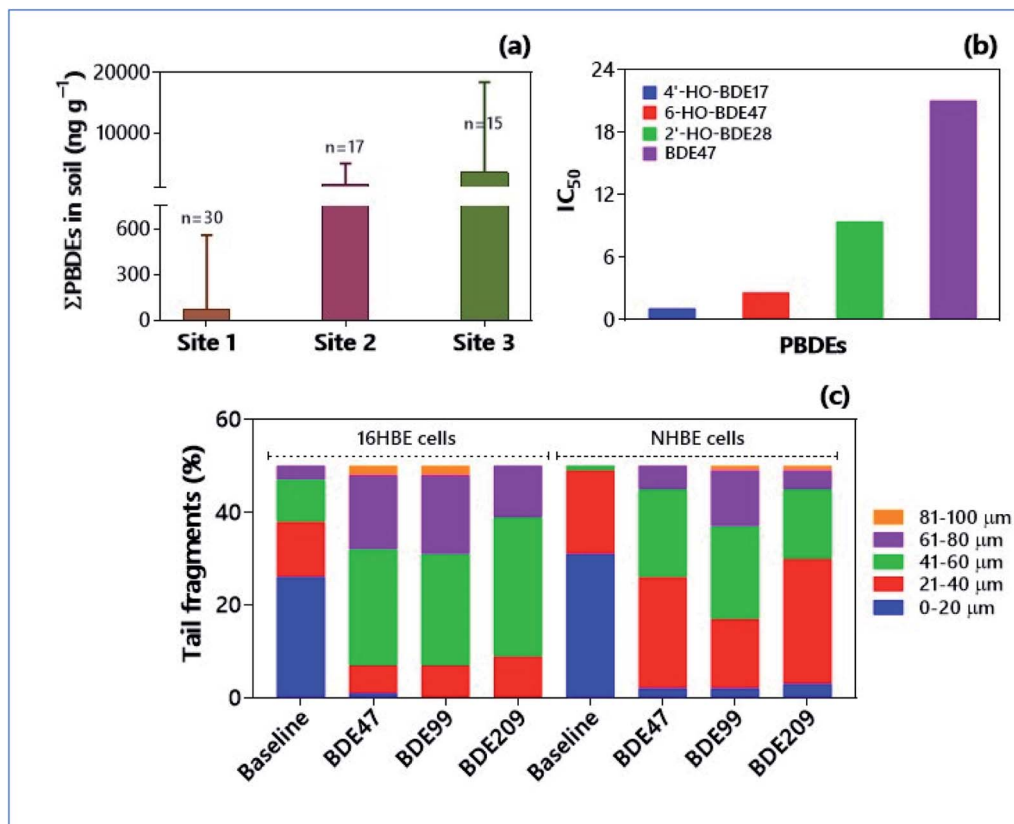 (a)
ΣPBDEs in soil (ng g⁻¹)
20000
10000
600
300
0
n=30
n=17
n=15
Site 1
Site 2
Site 3
(b)
IC₅₀
24
18
12
6
0
4'-HO-BDE17
6-HO-BDE47
2'-HO-BDE28
BDE47
PBDEs
(c)
Tail fragments (%)
60
40
20
0
16HBE cells
NHBE cells
Baseline
BDE47
BDE99
BDE209
Baseline
BDE47
BDE99
BDE209
81-100 μm
61-80 μm
41-60 μm
21-40 μm
0-20 μm